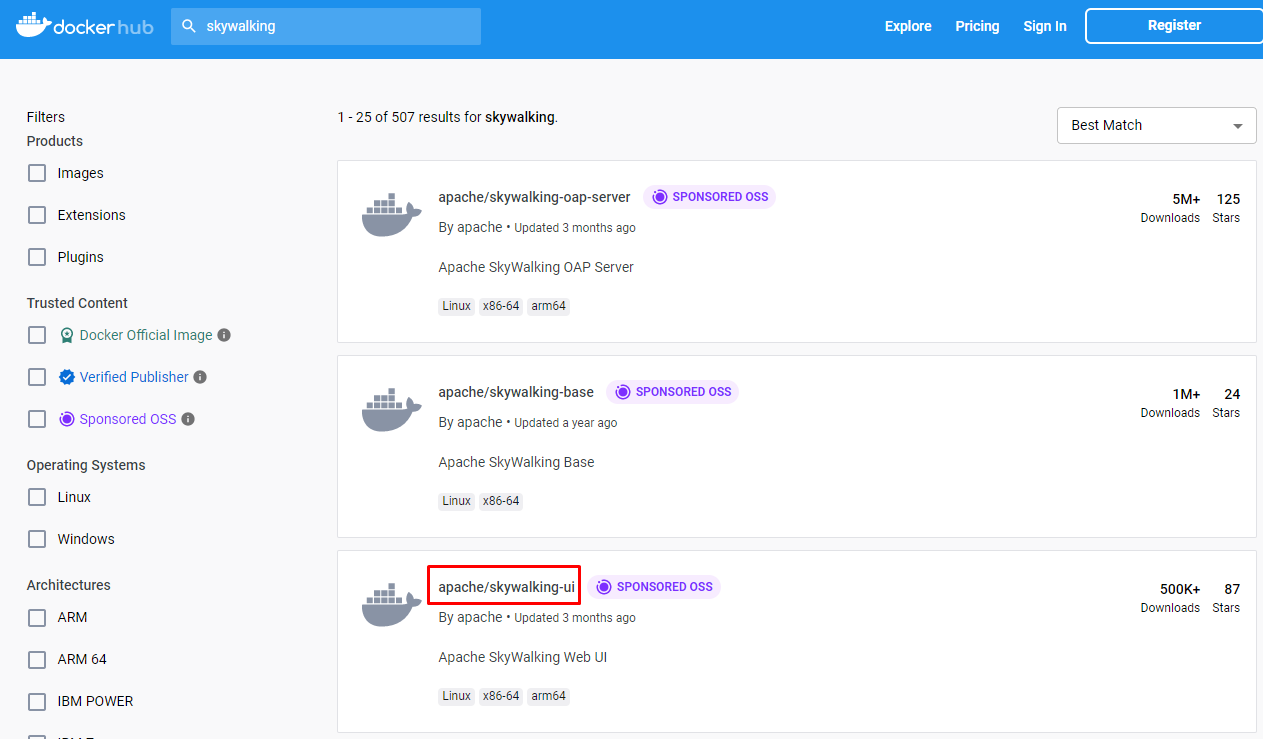 docker hub
skywalking
Explore
Pricing
Sign In
Register
Filters
Products
Images
Extensions
Plugins
Trusted Content
Docker Official Image
Verified Publisher
Sponsored OSS
Operating Systems
Linux
Windows
Architectures
ARM
ARM 64
IBM POWER
1 - 25 of 507 results for skywalking.
Best Match
apache/skywalking-oap-server
SPONSORED OSS
By apache • Updated 3 months ago
Apache SkyWalking OAP Server
Linux x86-64 arm64
5M+ 125
Downloads Stars
apache/skywalking-base
SPONSORED OSS
By apache • Updated a year ago
Apache SkyWalking Base
Linux x86-64
1M+ 24
Downloads Stars
apache/skywalking-ui
SPONSORED OSS
By apache • Updated 3 months ago
Apache SkyWalking Web UI
Linux x86-64 arm64
500K+ 87
Downloads Stars